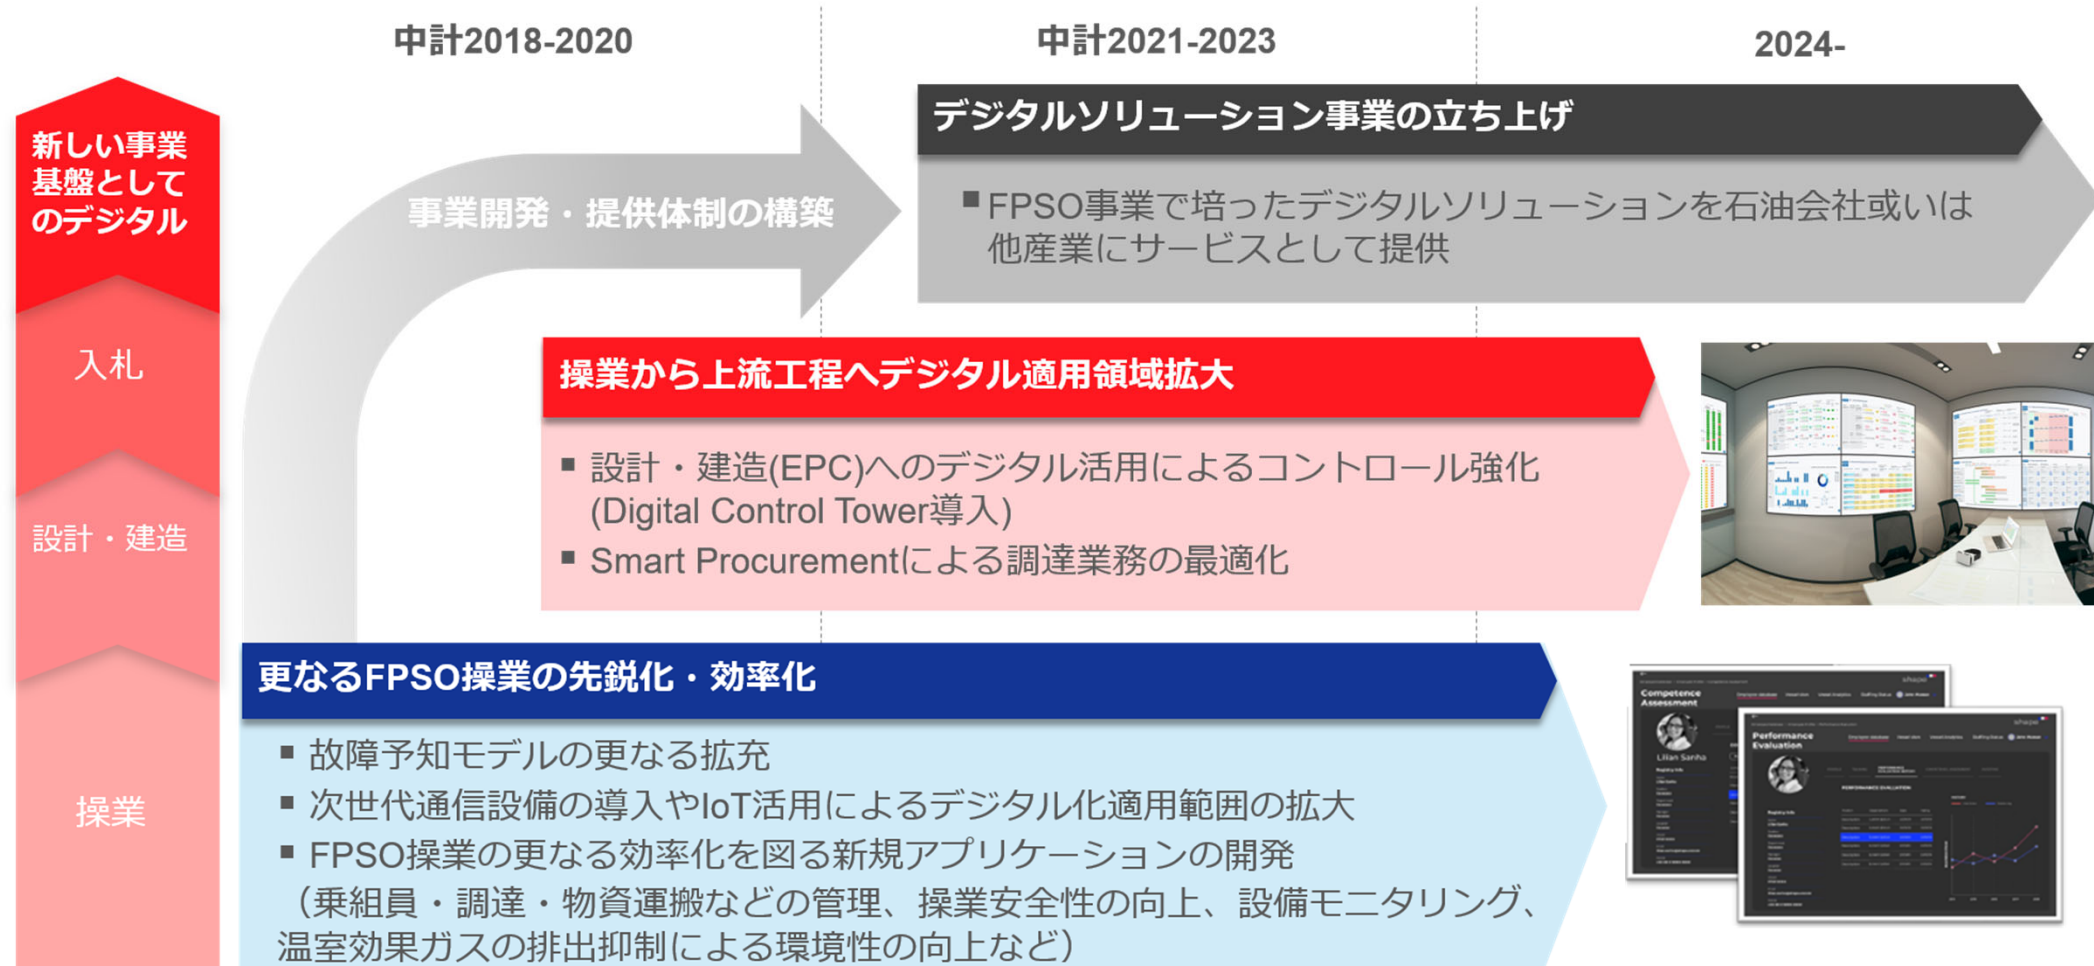 中計2018-2020
中計2021-2023
2024-
新しい事業
基盤として
のデジタル
入札
設計・建造
操業
事業開発・提供体制の構築
デジタルソリューション事業の立ち上げ
■FPSO事業で培ったデジタルソリューションを石油会社或いは
他産業にサービスとして提供
操業から上流工程へデジタル適用領域拡大
■ 設計・建造(EPC)へのデジタル活用によるコントロール強化
(Digital Control Tower導入)
■ Smart Procurementによる調達業務の最適化
更なるFPSO操業の先鋭化・効率化
■ 故障予知モデルの更なる拡充
■ 次世代通信設備の導入やIoT活用によるデジタル化適用範囲の拡大
■ FPSO操業の更なる効率化を図る新規アプリケーションの開発
（乗組員・調達・物資運搬などの管理、操業安全性の向上、設備モニタリング、
温室効果ガスの排出抑制による環境性の向上など）
Competence
Assessment
Lilian Sanho
Performance
Evaluation
PERFORMANCE EVALUATION